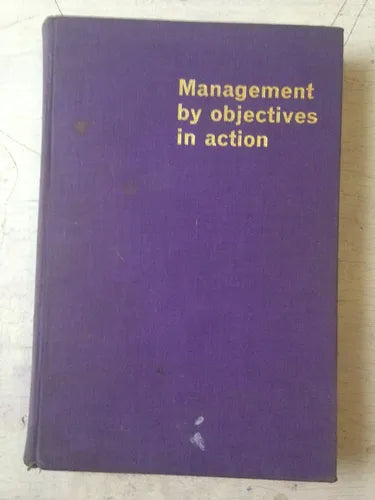 Management
by objectives
in action